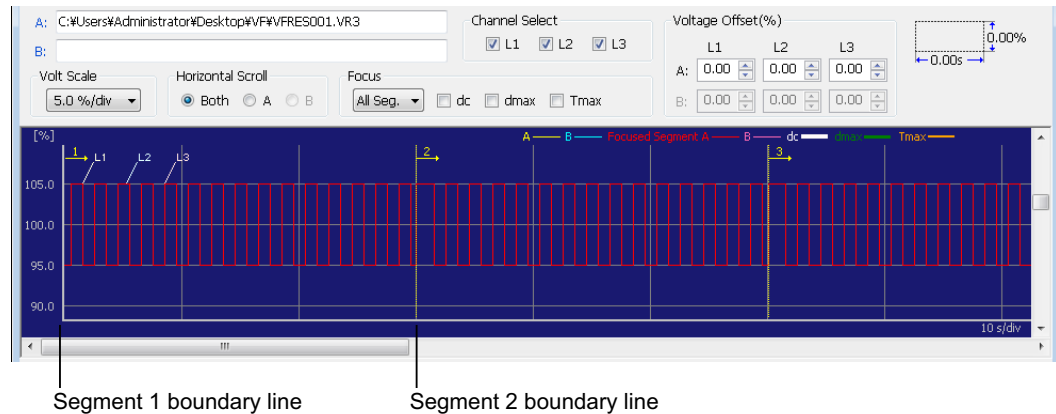 A: C:¥Users¥Administrator¥Desktop¥VF¥VFRES001.VR3
B:
Channel Select
L1 L2 L3
Voltage Offset(%)
L1 L2 L3
A: 0.00 0.00 0.00
B: 0.00 0.00 0.00
0.00%
0.00s
Volt Scale
5.0 %/div
Horizontal Scroll
Both A B
Focus
All Seg. dc dmax Tmax
[%] A B Focused Segment A B dc dmax Tmax
1 L1 L2 L3 2 3
105.0
100.0
95.0
90.0
10 s/div
Segment 1 boundary line Segment 2 boundary line